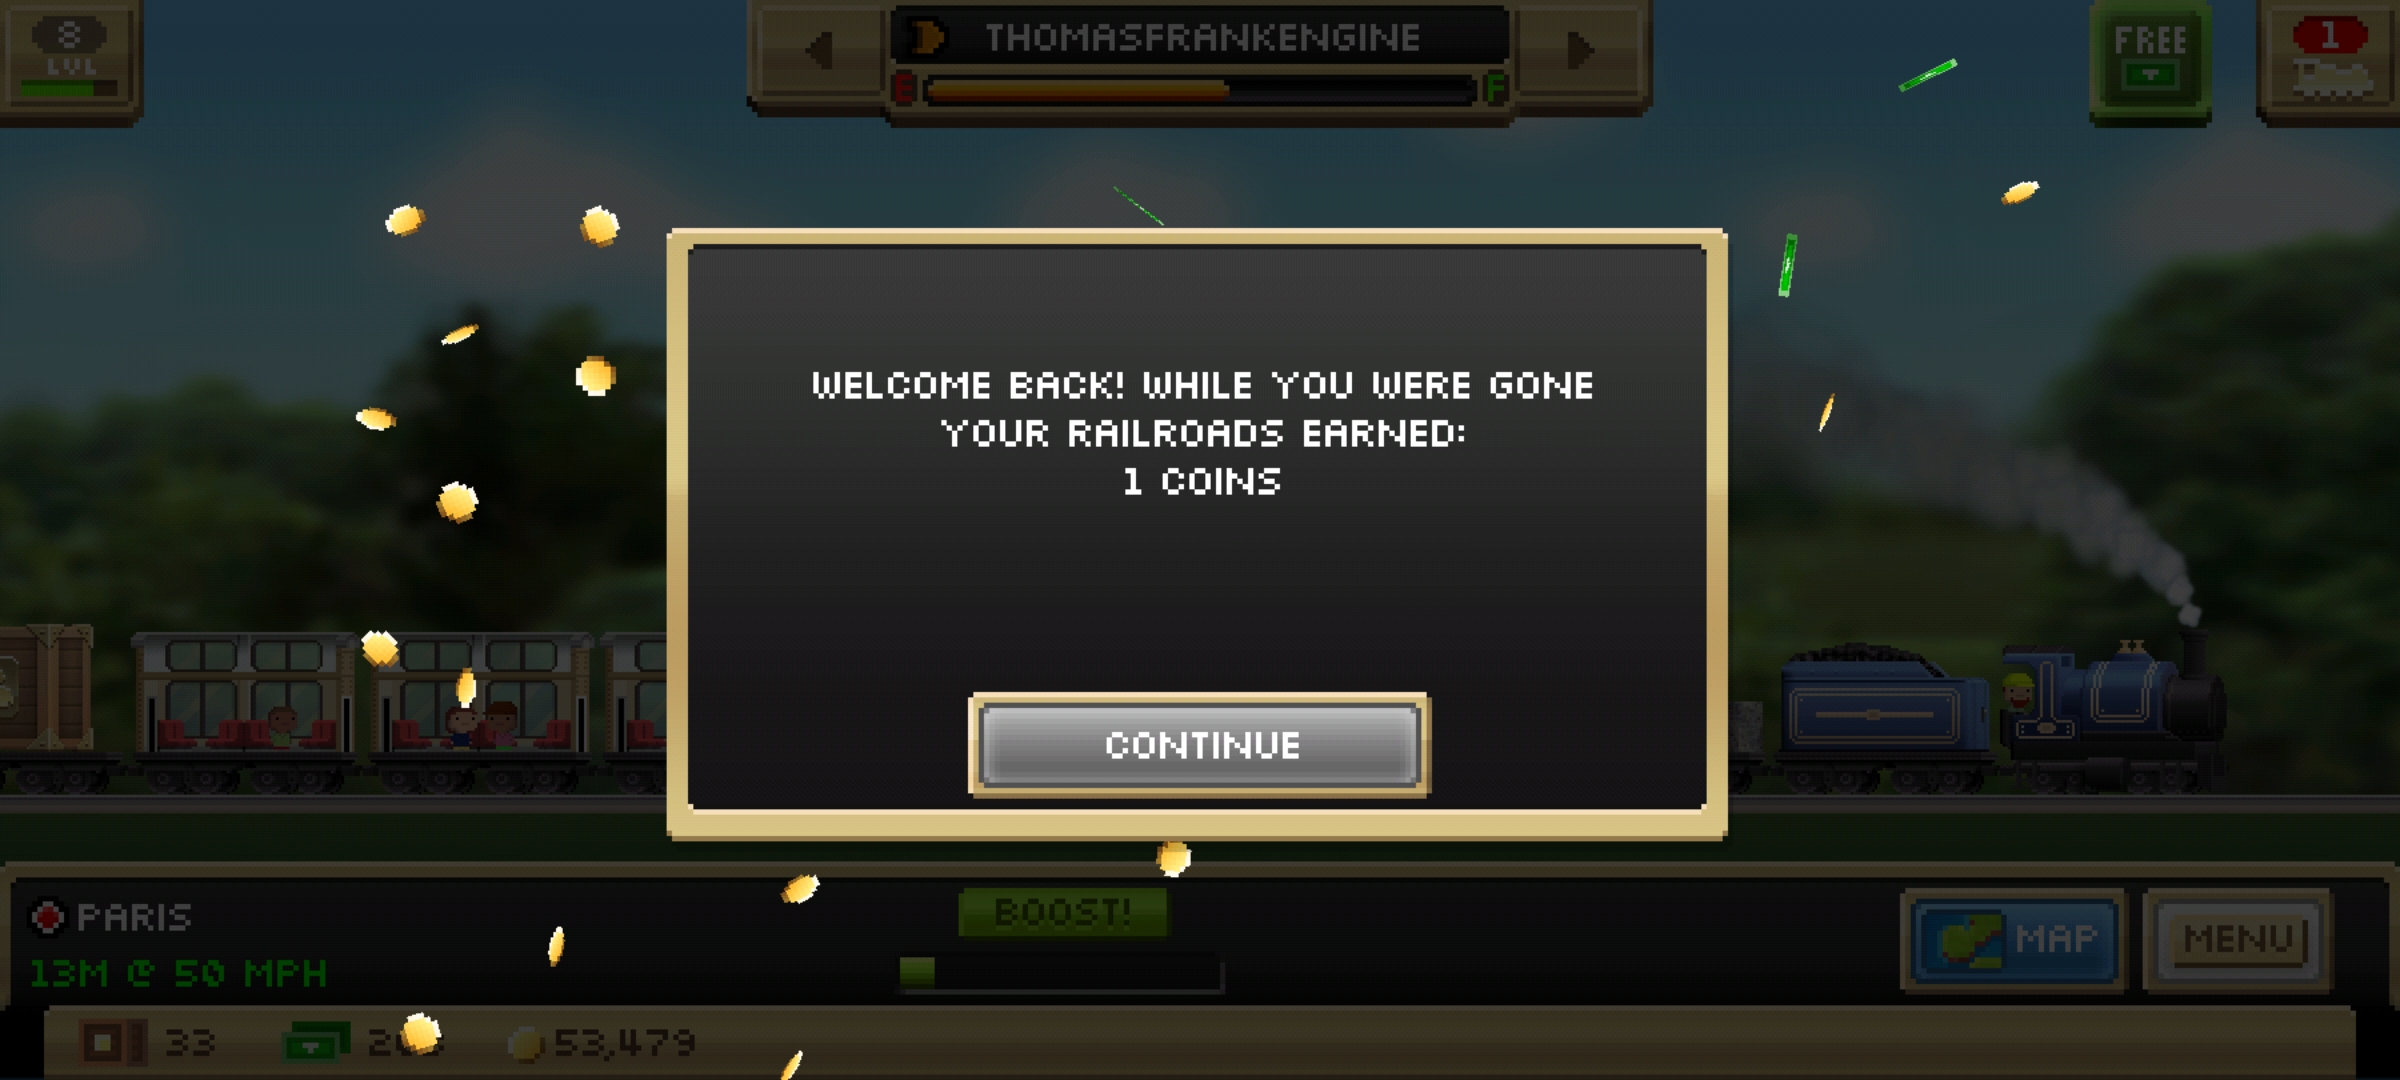 8
LVL
THOMASFRANKENGINE
E
F
FREE
1
WELCOME BACK! WHILE YOU WERE GONE
YOUR RAILROADS EARNED:
1 COINS
CONTINUE
PARIS
13M @ 50 MPH
BOOST!
MAP
MENU
33
53,479